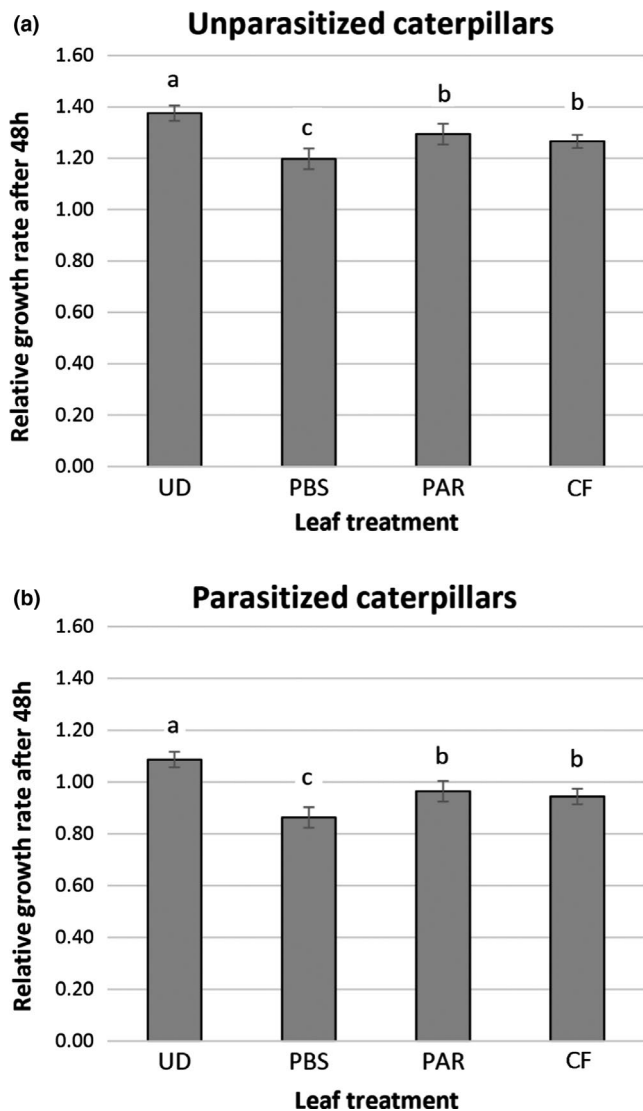 (a)
Unparasitized caterpillars
Relative growth rate after 48h
1.60
1.40
1.20
1.00
0.80
0.60
0.40
0.20
0.00
a
c
b
b
UD PBS PAR CF
Leaf treatment
(b)
Parasitized caterpillars
Relative growth rate after 48h
1.60
1.40
1.20
1.00
0.80
0.60
0.40
0.20
0.00
a
c
b
b
UD PBS PAR CF
Leaf treatment